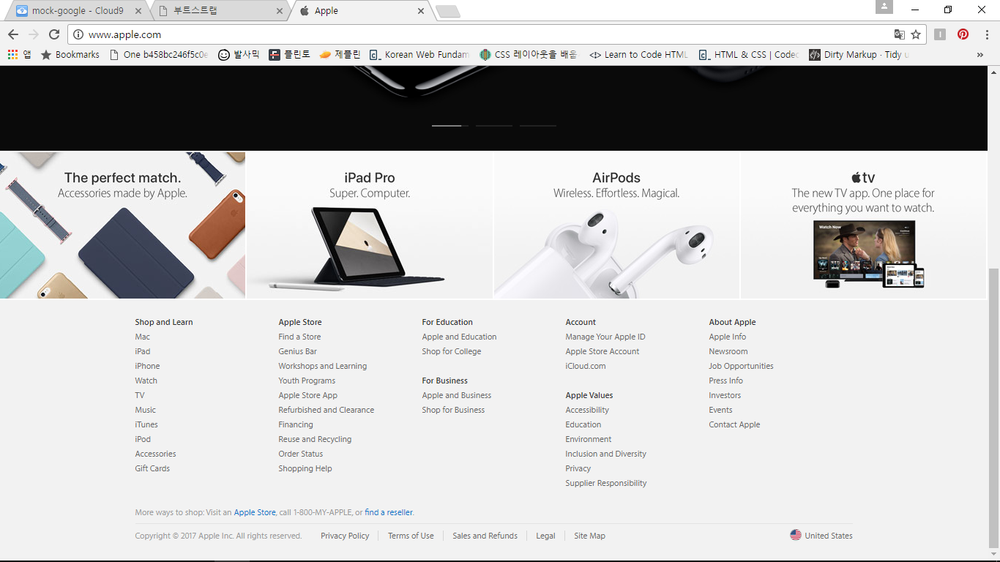 mock-google - Cloud9
부트스트랩
Apple
www.apple.com
앱
Bookmarks
One b458bc246f5c0e
발사믹
플린토
제플린
Korean Web Fundam
CSS 레이아웃을 배움
Learn to Code HTML
HTML & CSS | Codec
Dirty Markup · Tidy u
»
The perfect match.
Accessories made by Apple.
iPad Pro
Super. Computer.
AirPods
Wireless. Effortless. Magical.
tv
The new TV app. One place for
everything you want to watch.
Watch Now
Shop and Learn
Mac
iPad
iPhone
Watch
TV
Music
iTunes
iPod
Accessories
Gift Cards
Apple Store
Find a Store
Genius Bar
Workshops and Learning
Youth Programs
Apple Store App
Refurbished and Clearance
Financing
Reuse and Recycling
Order Status
Shopping Help
For Education
Apple and Education
Shop for College
For Business
Apple and Business
Shop for Business
Account
Manage Your Apple ID
Apple Store Account
iCloud.com
Apple Values
Accessibility
Education
Environment
Inclusion and Diversity
Privacy
Supplier Responsibility
About Apple
Apple Info
Newsroom
Job Opportunities
Press Info
Investors
Events
Contact Apple
More ways to shop: Visit an Apple Store, call 1-800-MY-APPLE, or find a reseller.
Copyright © 2017 Apple Inc. All rights reserved.
Privacy Policy
Terms of Use
Sales and Refunds
Legal
Site Map
United States